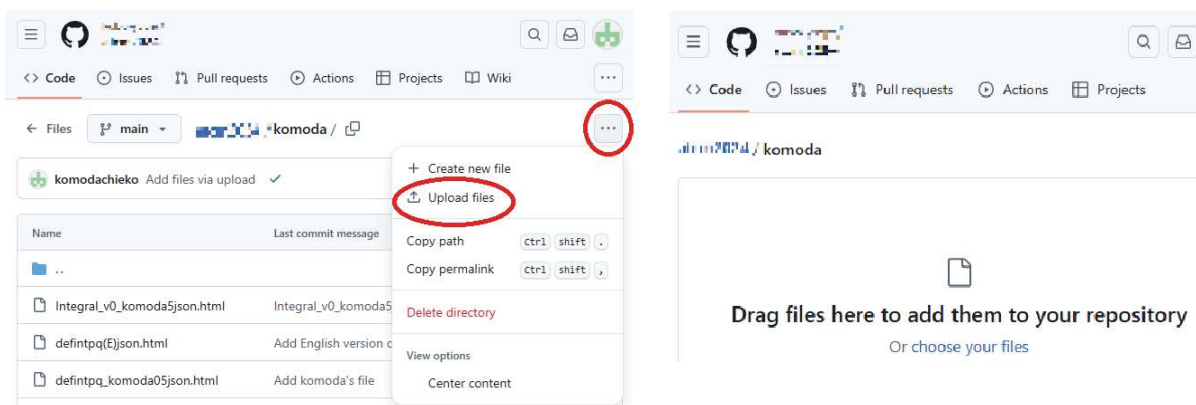 <> Code Issues Pull requests Actions Projects Wiki ...
← Files main komoda / ...
komodachieko Add files via upload
Name Last commit message
..
Integral_v0_komoda5json.html Integral_v0_komoda5
defintpq(E)json.html Add English version
defintpq_komoda05json.html Add komoda's file
+ Create new file
Upload files
Copy path Ctrl shift .
Copy permalink Ctrl shift ,
Delete directory
View options
Center content
<> Code Issues Pull requests Actions Projects
/ komoda
Drag files here to add them to your repository
Or choose your files